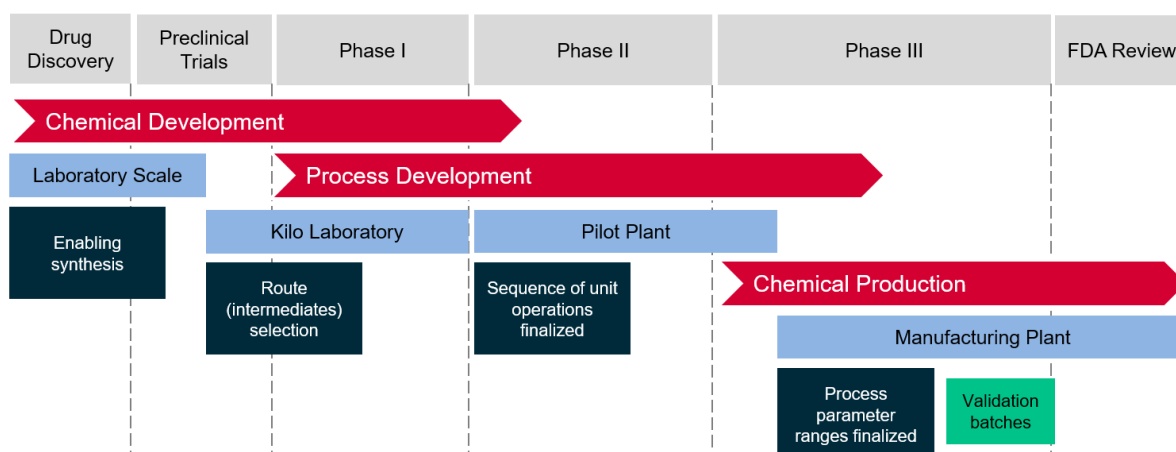 Drug
Discovery
Preclinical
Trials
Phase I
Phase II
Phase III
FDA Review
Chemical Development
Laboratory Scale
Process Development
Enabling
synthesis
Kilo Laboratory
Pilot Plant
Route
(intermediates)
selection
Sequence of unit
operations
finalized
Chemical Production
Manufacturing Plant
Process
parameter
ranges finalized
Validation
batches